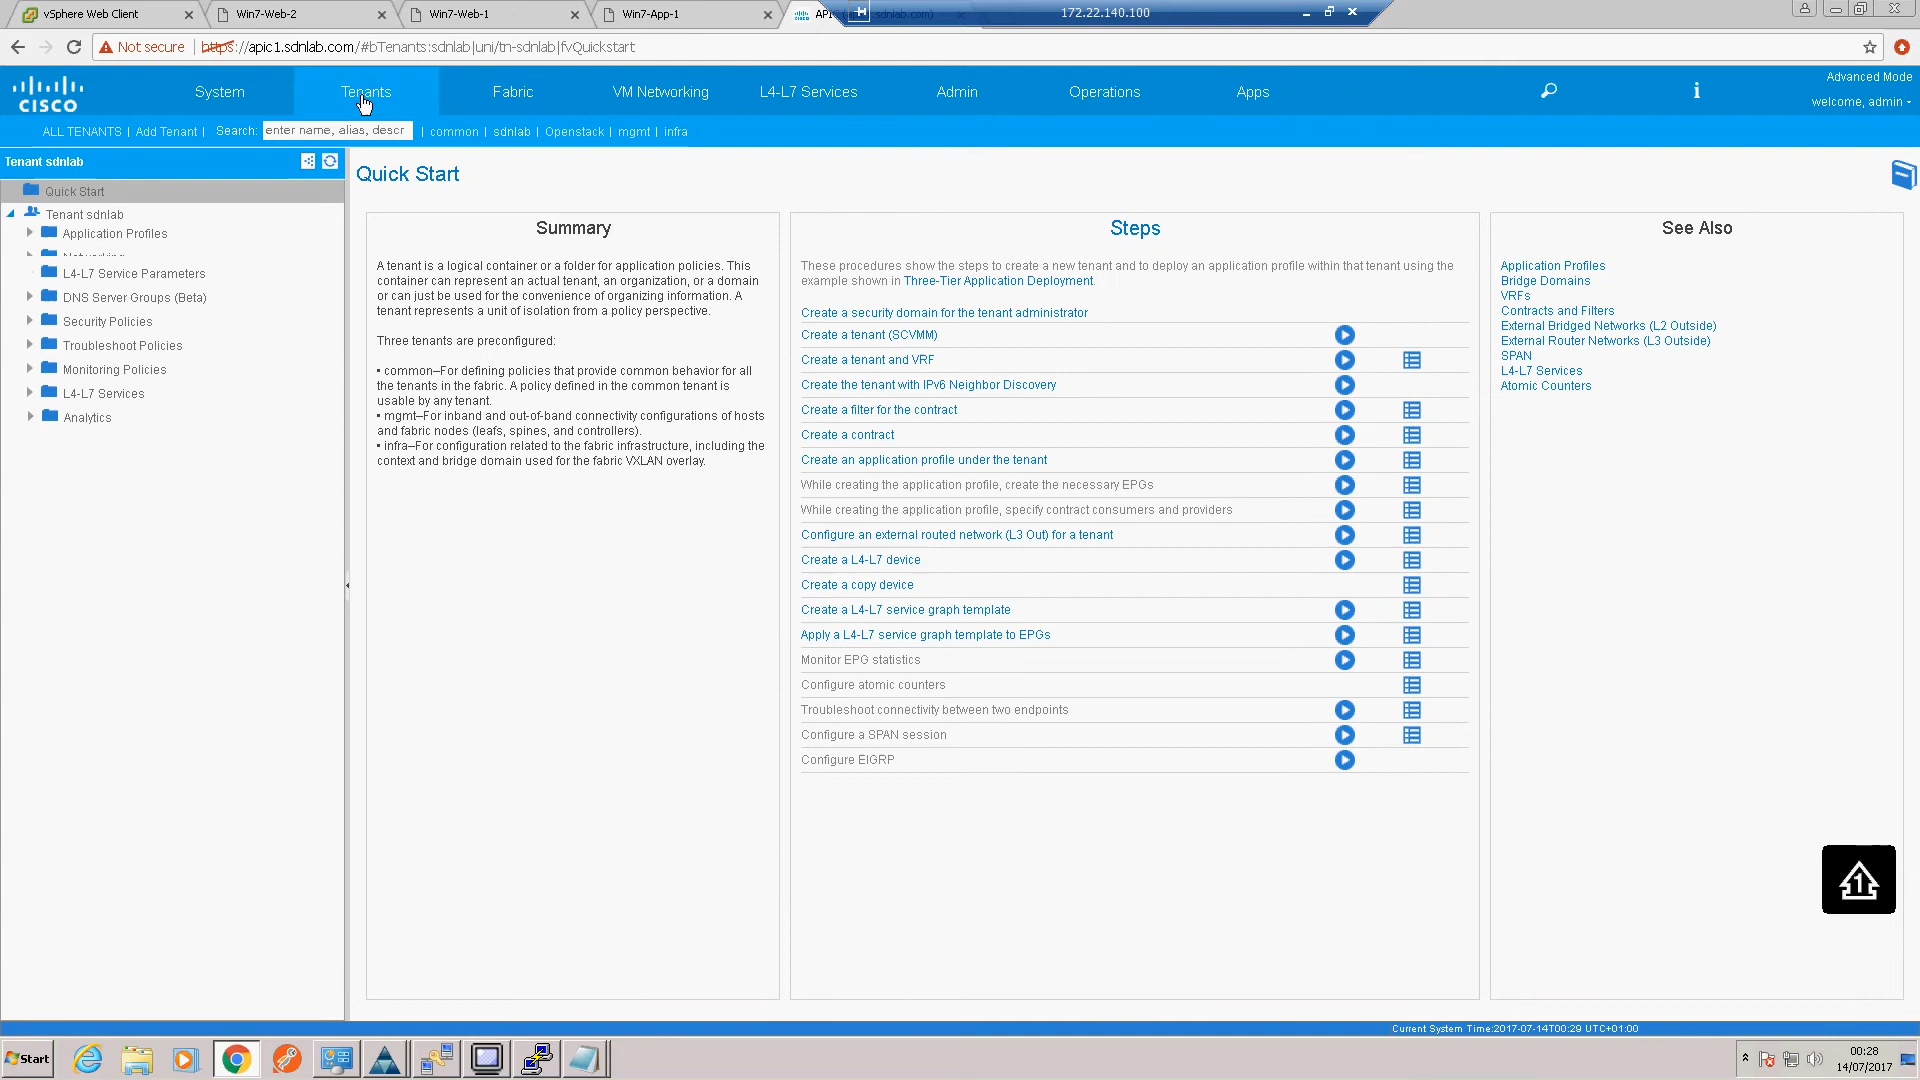 vSphere Web Client
Win7-Web-2
Win7-Web-1
Win7-App-1
172.22.140.100
Not secure
https://apic1.sdnlab.com/#bTenants:sdnlab|uni/tn-sdnlab|fvQuickstart
CISCO
System
Tenants
Fabric
VM Networking
L4-L7 Services
Admin
Operations
Apps
Advanced Mode
welcome, admin
ALL TENANTS | Add Tenant | Search: enter name, alias, descr | common | sdnlab | Openstack | mgmt | infra
Tenant sdnlab
Quick Start
Tenant sdnlab
Application Profiles
L4-L7 Service Parameters
DNS Server Groups (Beta)
Security Policies
Troubleshoot Policies
Monitoring Policies
L4-L7 Services
Analytics
Quick Start
Summary
A tenant is a logical container or a folder for application policies. This
container can represent an actual tenant, an organization, or a domain
or can just be used for the convenience of organizing information. A
tenant represents a unit of isolation from a policy perspective.
Three tenants are preconfigured:
• common–For defining policies that provide common behavior for all
the tenants in the fabric. A policy defined in the common tenant is
usable by any tenant.
• mgmt–For inband and out-of-band connectivity configurations of hosts
and fabric nodes (leafs, spines, and controllers).
• infra–For configuration related to the fabric infrastructure, including the
context and bridge domain used for the fabric VXLAN overlay.
Steps
These procedures show the steps to create a new tenant and to deploy an application profile within that tenant using the
example shown in Three-Tier Application Deployment.
Create a security domain for the tenant administrator
Create a tenant (SCVMM)
Create a tenant and VRF
Create the tenant with IPv6 Neighbor Discovery
Create a filter for the contract
Create a contract
Create an application profile under the tenant
While creating the application profile, create the necessary EPGs
While creating the application profile, specify contract consumers and providers
Configure an external routed network (L3 Out) for a tenant
Create a L4-L7 device
Create a copy device
Create a L4-L7 service graph template
Apply a L4-L7 service graph template to EPGs
Monitor EPG statistics
Configure atomic counters
Troubleshoot connectivity between two endpoints
Configure a SPAN session
Configure EIGRP
See Also
Application Profiles
Bridge Domains
VRFs
Contracts and Filters
External Bridged Networks (L2 Outside)
External Router Networks (L3 Outside)
SPAN
L4-L7 Services
Atomic Counters
1
Current System Time:2017-07-14T00:29 UTC+01:00
Start
00:28
14/07/2017